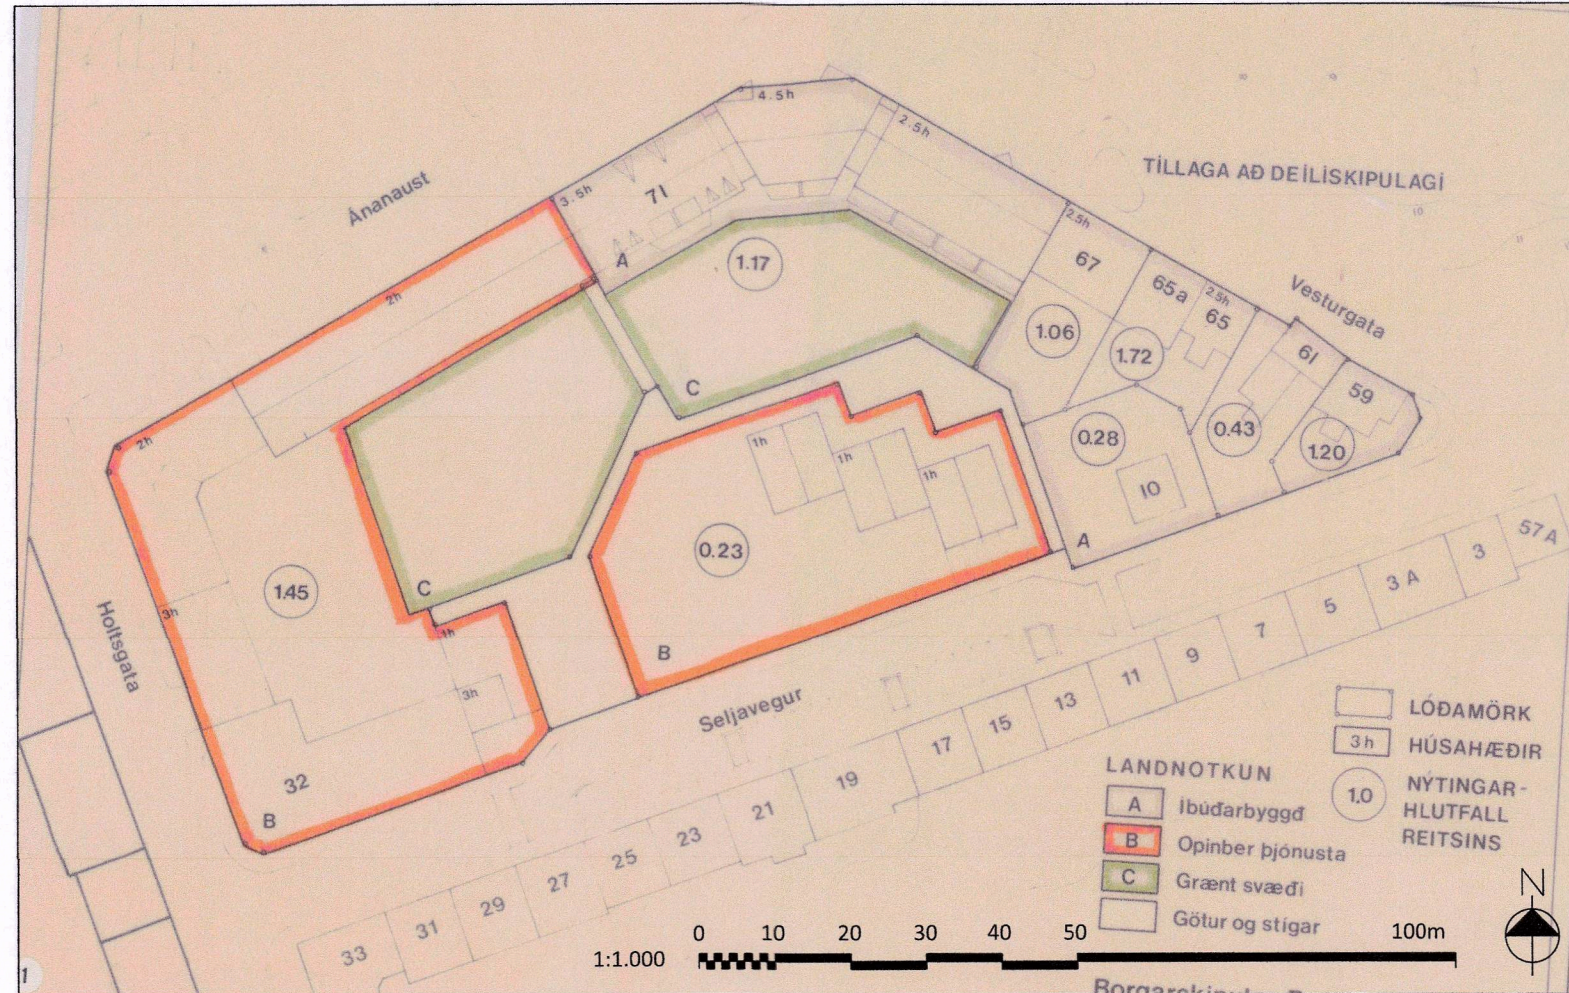 TÍLLAGA AÐ DEÍLÍSKIPULAGÍ
Ánanaust
Vesturgata
Holtsgata
Seljavegur
4.5h
2.5h
3.5h
71
2.5h
67
65a
2.5h
65
61
59
A
1.17
1.06
1.72
0.28
0.43
1.20
10
2h
2h
C
1h
1h
1h
0.23
A
B
1.45
3h
C
1h
3h
32
B
57A
3
3 A
5
7
9
11
13
15
17
19
21
23
25
27
29
31
33
LANDNOTKUN
A Íbúðarbyggð
B Opinber þjónusta
C Grænt svæði
Götur og stígar
LÓÐAMÖRK
3h HÚSAHÆÐIR
1.0 NÝTINGAR-
HLUTFALL
REITSINS
N
1:1.000
0 10 20 30 40 50 100m
1